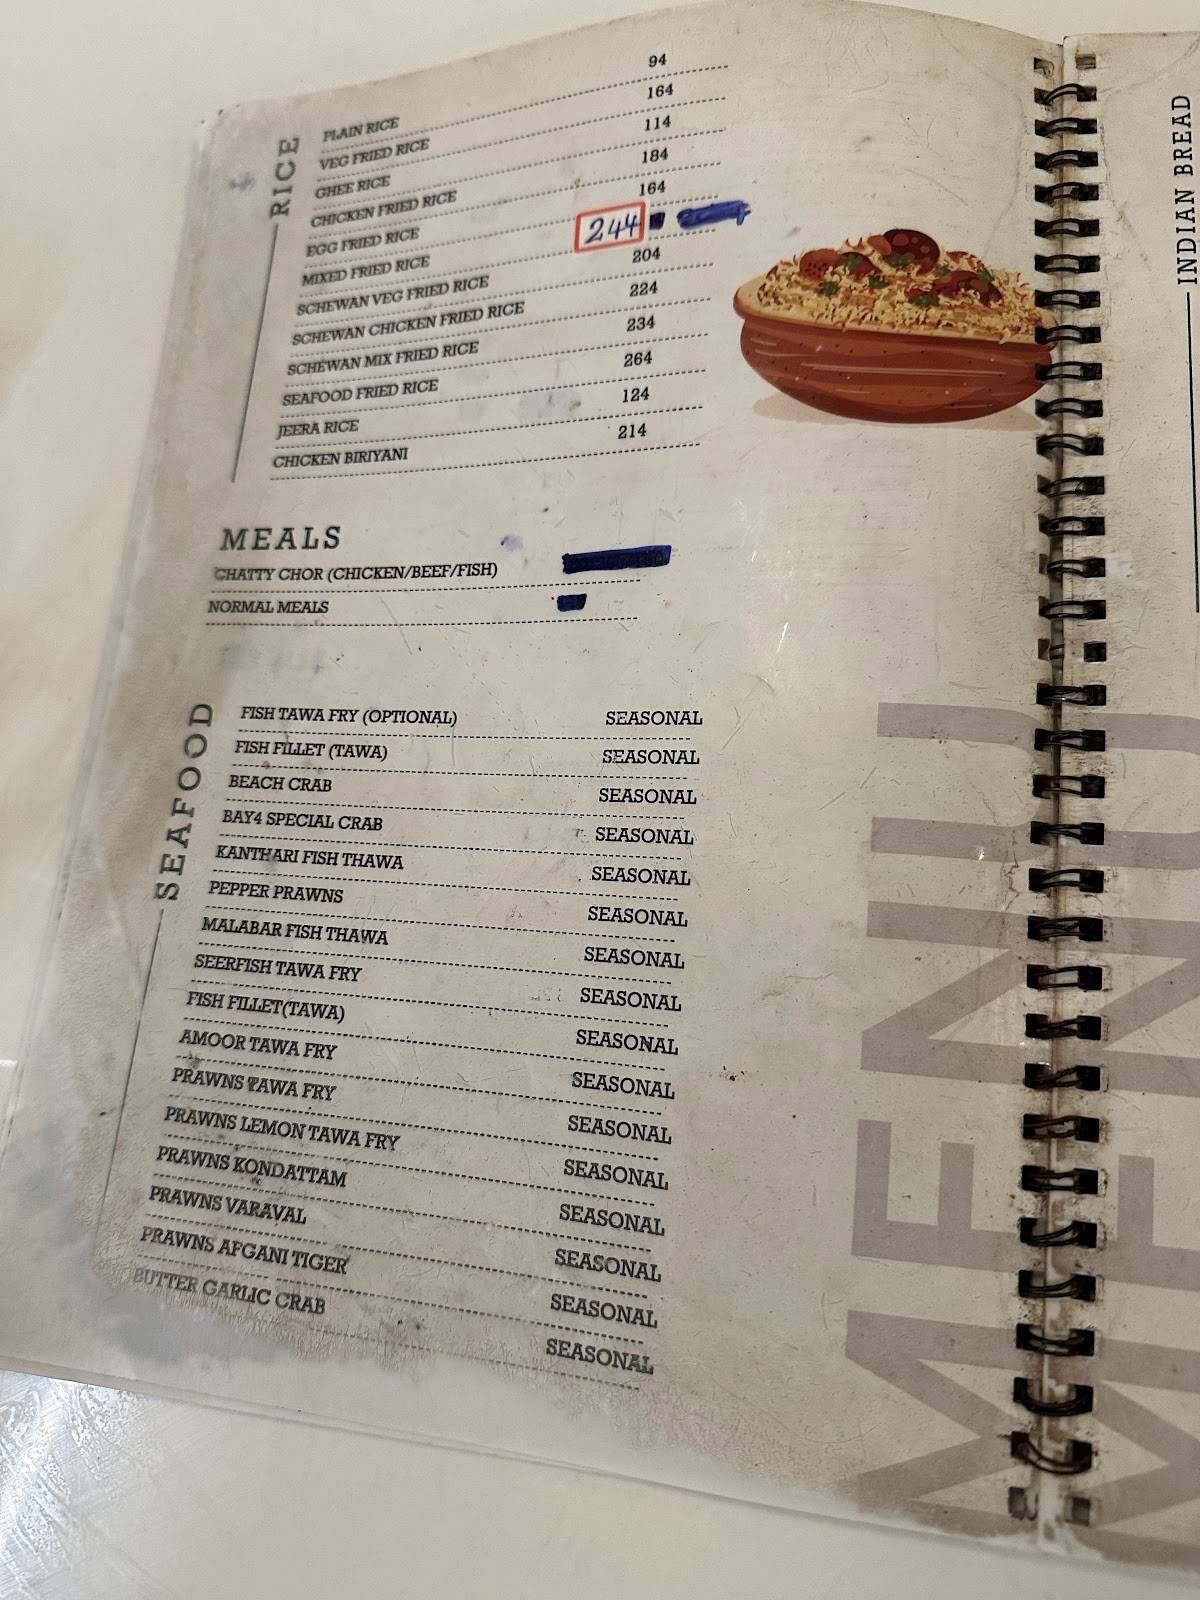 RICE
PLAIN RICE 94
VEG FRIED RICE 164
GHEE RICE 114
CHICKEN FRIED RICE 184
EGG FRIED RICE 164
MIXED FRIED RICE 244
SCHEWAN VEG FRIED RICE 204
SCHEWAN CHICKEN FRIED RICE 224
SCHEWAN MIX FRIED RICE 234
SEAFOOD FRIED RICE 264
JEERA RICE 124
CHICKEN BIRIYANI 214
MEALS
CHATTY CHOR (CHICKEN/BEEF/FISH)
NORMAL MEALS
SEAFOOD
FISH TAWA FRY (OPTIONAL) SEASONAL
FISH FILLET (TAWA) SEASONAL
BEACH CRAB SEASONAL
BAY4 SPECIAL CRAB SEASONAL
KANTHARI FISH THAWA SEASONAL
PEPPER PRAWNS SEASONAL
MALABAR FISH THAWA SEASONAL
SEERFISH TAWA FRY SEASONAL
FISH FILLET(TAWA) SEASONAL
AMOOR TAWA FRY SEASONAL
PRAWNS TAWA FRY SEASONAL
PRAWNS LEMON TAWA FRY SEASONAL
PRAWNS KONDATTAM SEASONAL
PRAWNS VARAVAL SEASONAL
PRAWNS AFGANI TIGER SEASONAL
BUTTER GARLIC CRAB SEASONAL
MENU
INDIAN BREAD
MENU